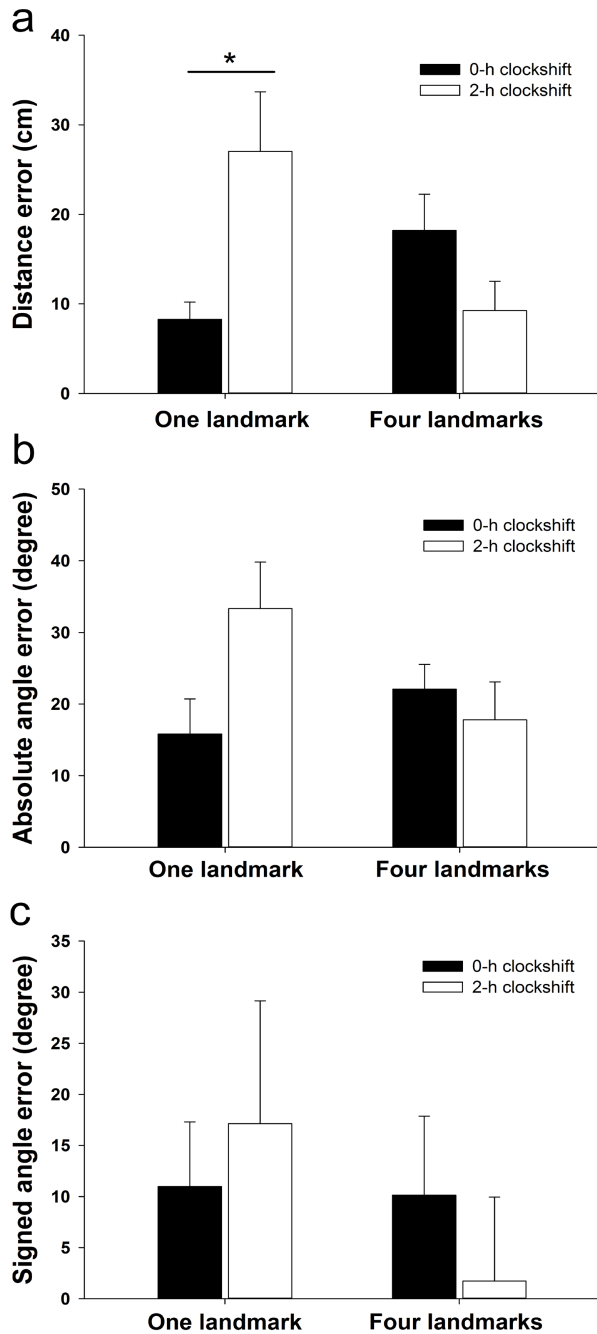 a
Distance error (cm)
40
30
20
10
0
*
0-h clockshift
2-h clockshift
One landmark
Four landmarks
b
Absolute angle error (degree)
50
40
30
20
10
0
0-h clockshift
2-h clockshift
One landmark
Four landmarks
c
Signed angle error (degree)
35
30
25
20
15
10
5
0
0-h clockshift
2-h clockshift
One landmark
Four landmarks